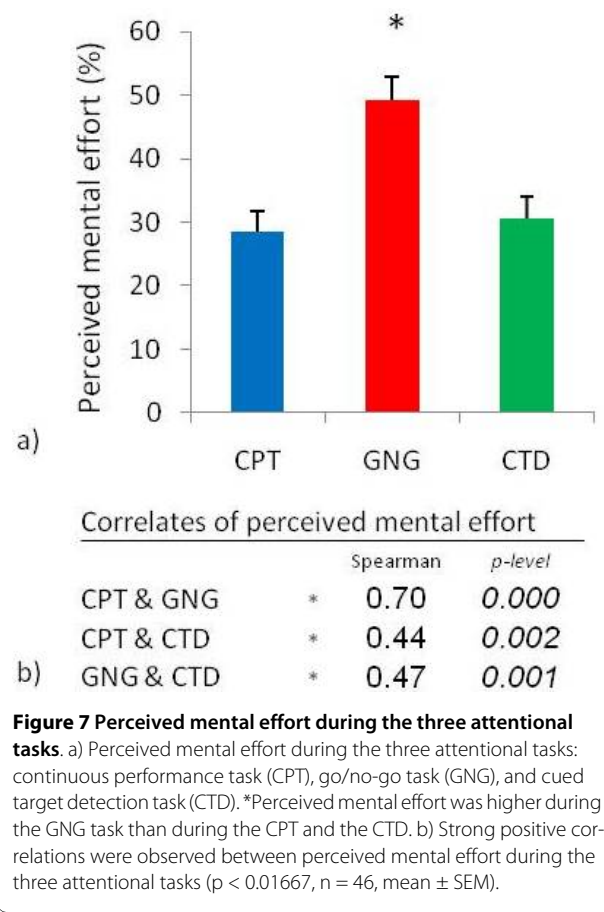 60
*
50
40
30
20
10
0
Perceived mental effort (%)
a)
CPT GNG CTD
Correlates of perceived mental effort
Spearman p-level
CPT & GNG * 0.70 0.000
CPT & CTD * 0.44 0.002
b) GNG & CTD * 0.47 0.001
Figure 7 Perceived mental effort during the three attentional
tasks. a) Perceived mental effort during the three attentional tasks:
continuous performance task (CPT), go/no-go task (GNG), and cued
target detection task (CTD). *Perceived mental effort was higher during
the GNG task than during the CPT and the CTD. b) Strong positive cor-
relations were observed between perceived mental effort during the
three attentional tasks (p < 0.01667, n = 46, mean ± SEM).